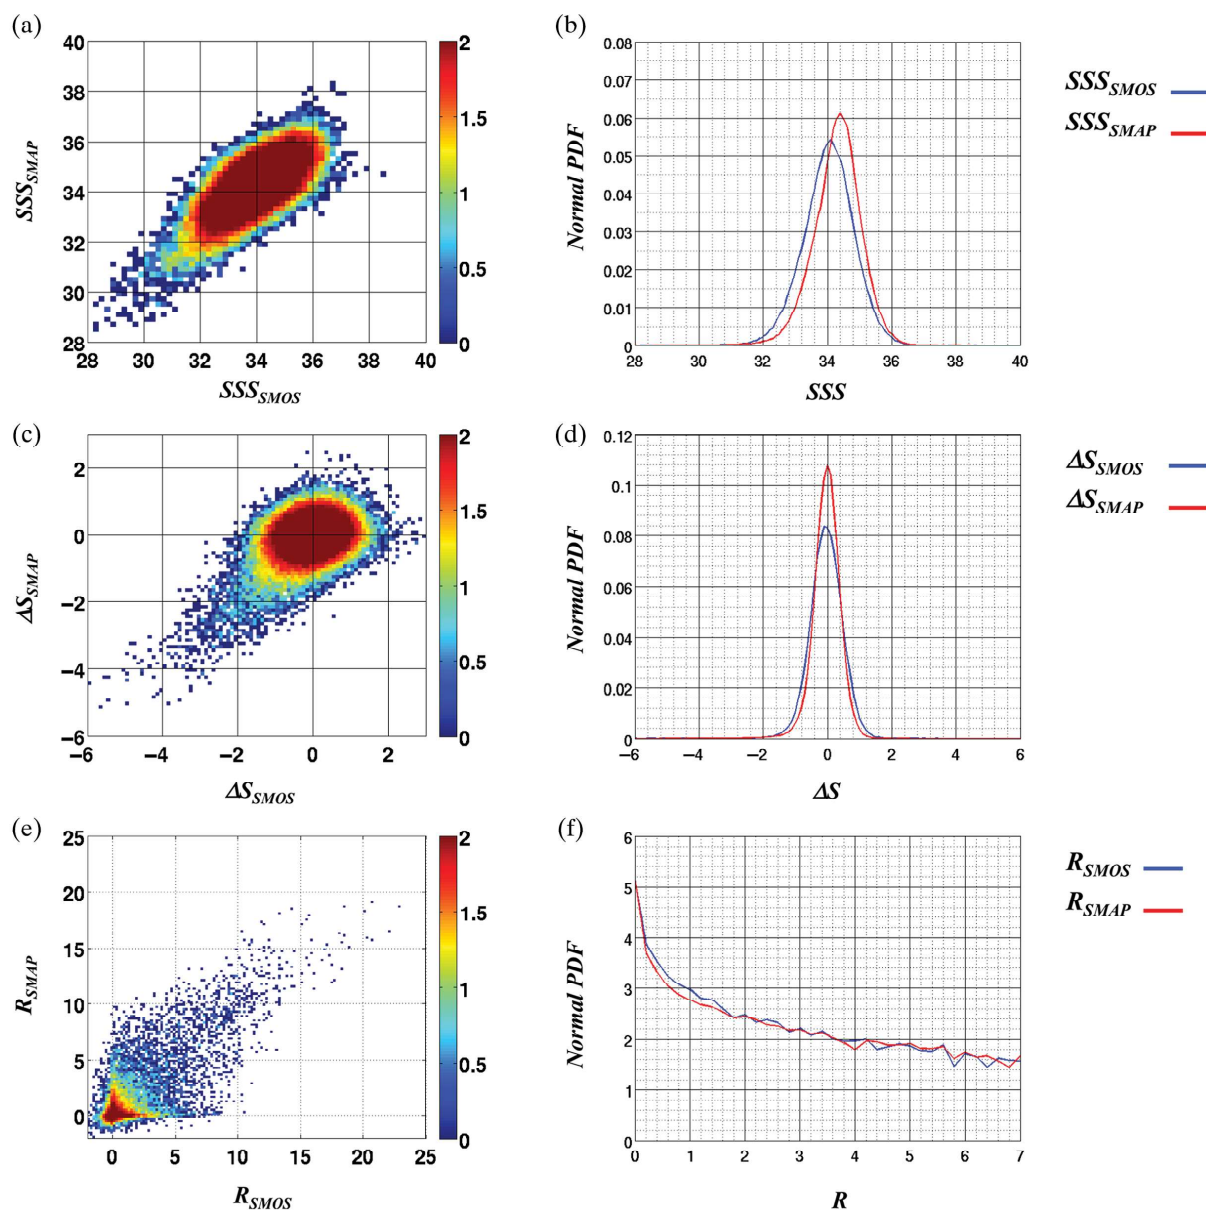 (a)
40
38
36
34
32
30
28
SSS_SMAP
28 30 32 34 36 38 40
SSS_SMOS
2
1.5
1
0.5
0
(b)
0.08
0.07
0.06
0.05
0.04
0.03
0.02
0.01
0
Normal PDF
28 30 32 34 36 38 40
SSS
SSS_SMOS
SSS_SMAP
(c)
2
0
−2
−4
−6
ΔS_SMAP
−6 −4 −2 0 2
ΔS_SMOS
2
1.5
1
0.5
0
(d)
0.12
0.1
0.08
0.06
0.04
0.02
0
Normal PDF
−6 −4 −2 0 2 4 6
ΔS
ΔS_SMOS
ΔS_SMAP
(e)
25
20
15
10
5
0
R_SMAP
0 5 10 15 20 25
R_SMOS
2
1.5
1
0.5
0
(f)
6
5
4
3
2
1
0
Normal PDF
0 1 2 3 4 5 6 7
R
R_SMOS
R_SMAP